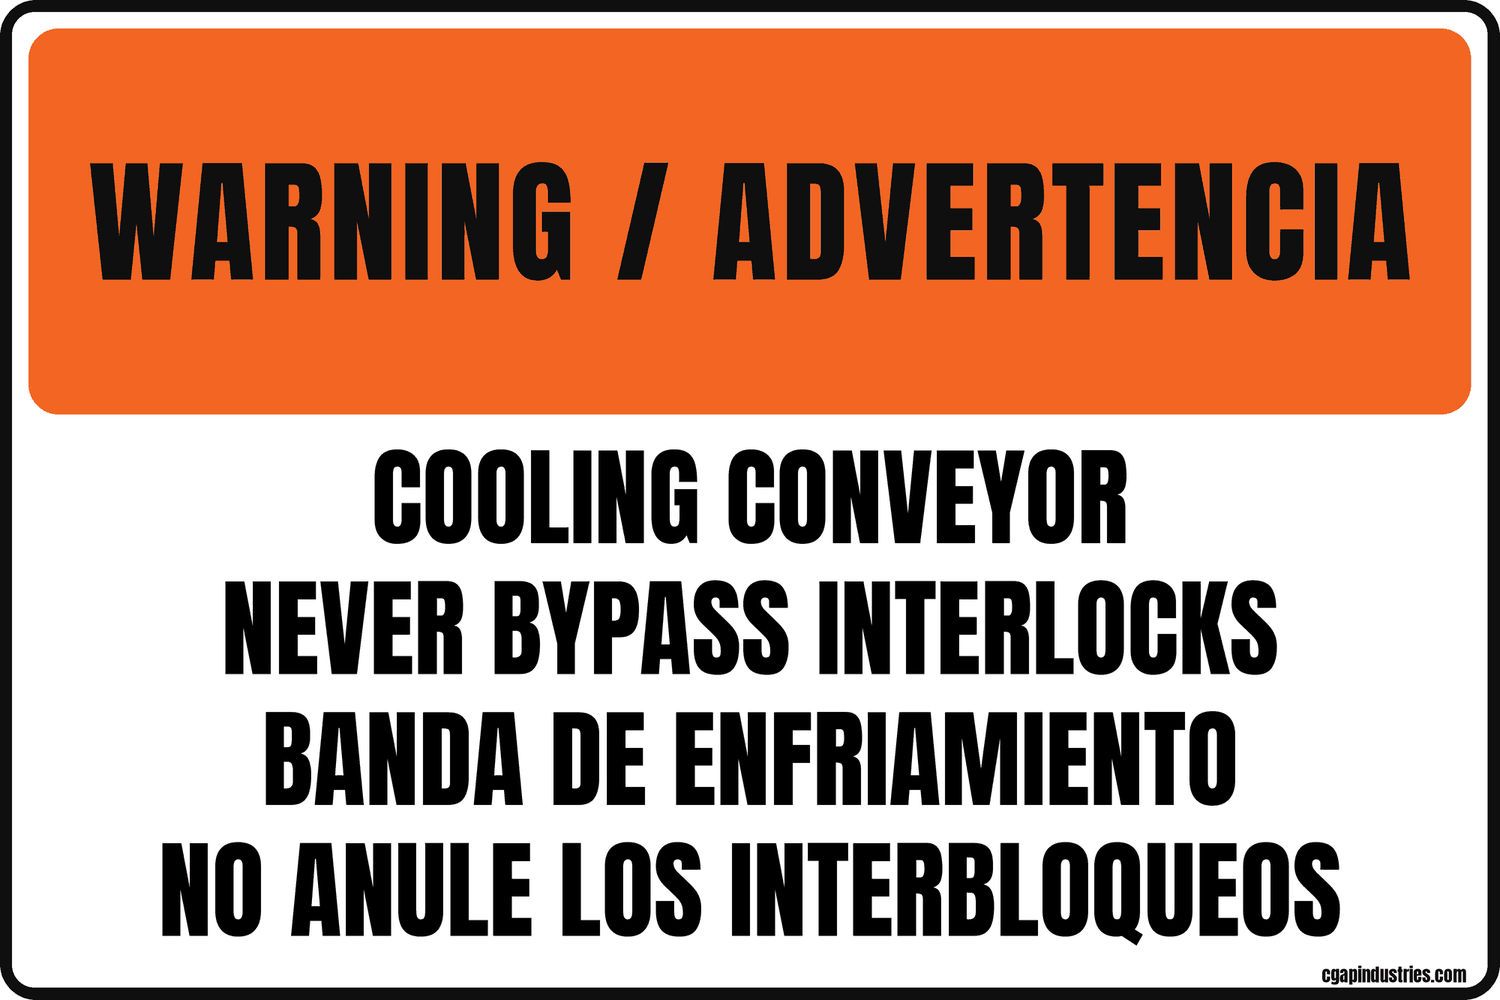 WARNING / ADVERTENCIA
COOLING CONVEYOR
NEVER BYPASS INTERLOCKS
BANDA DE ENFRIAMIENTO
NO ANULE LOS INTERBLOQUEOS
cgapindustries.com